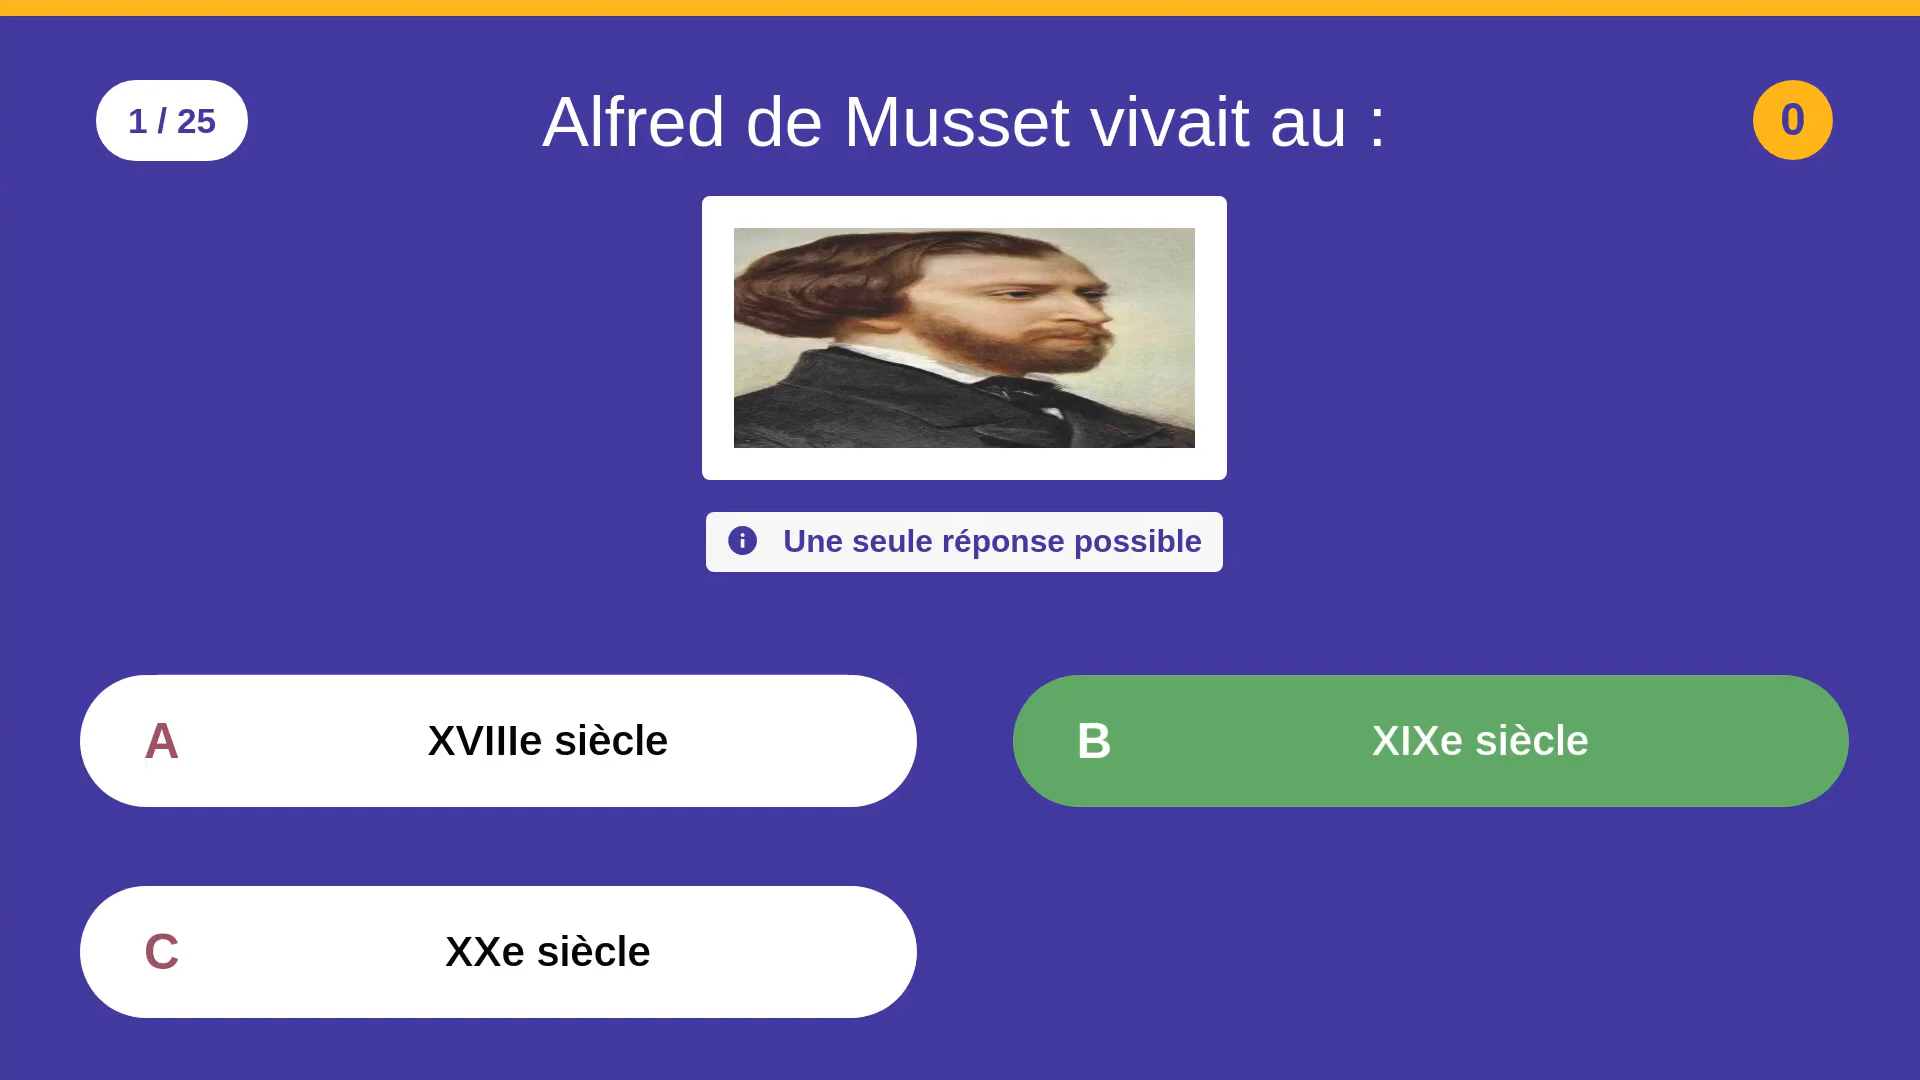 1 / 25
Alfred de Musset vivait au :
0
Une seule réponse possible
A
XVIIIe siècle
B
XIXe siècle
C
XXe siècle